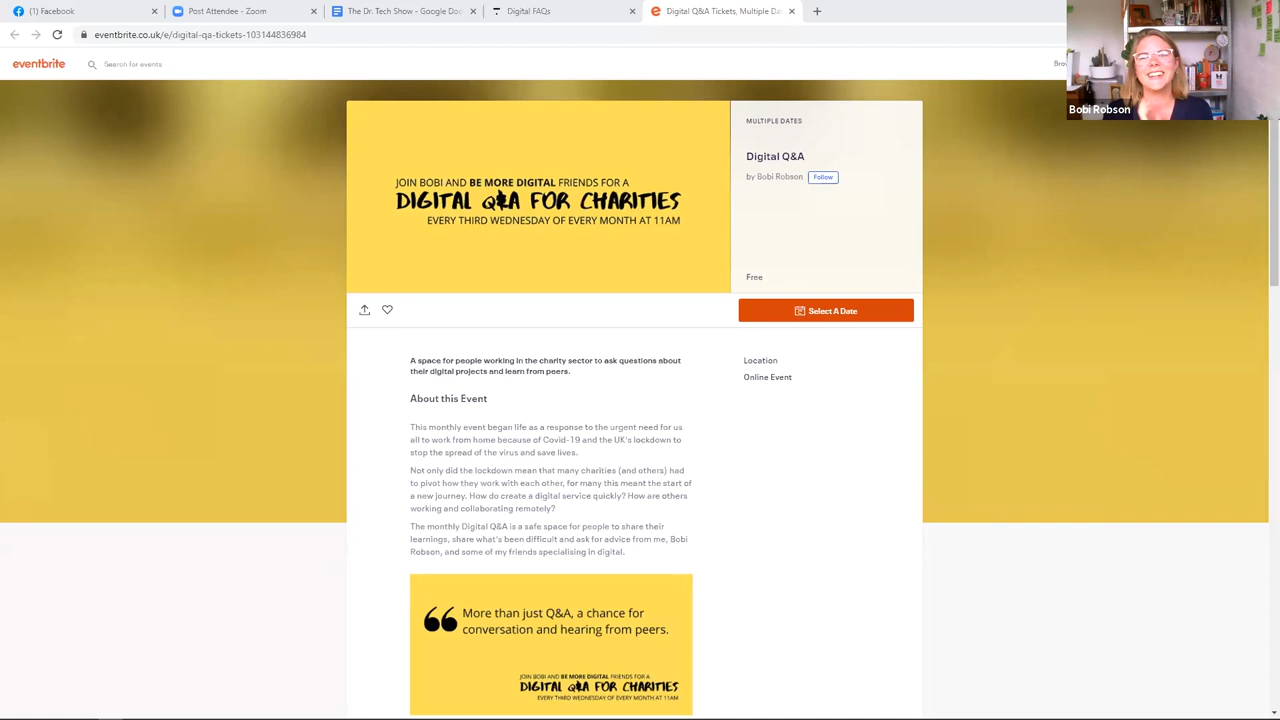 (1) Facebook
Post Attendee - Zoom
The Dr. Tech Show - Google Doc
Digital FAQs
Digital Q&A Tickets, Multiple Da
eventbrite.co.uk/e/digital-qa-tickets-103144836984
eventbrite
Search for events
Brow
Bobi Robson
JOIN BOBI AND BE MORE DIGITAL FRIENDS FOR A
DIGITAL Q&A FOR CHARITIES
EVERY THIRD WEDNESDAY OF EVERY MONTH AT 11AM
MULTIPLE DATES
Digital Q&A
by Bobi Robson
Follow
Free
Select A Date
A space for people working in the charity sector to ask questions about
their digital projects and learn from peers.
Location
Online Event
About this Event
This monthly event began life as a response to the urgent need for us
all to work from home because of Covid-19 and the UK's lockdown to
stop the spread of the virus and save lives.
Not only did the lockdown mean that many charities (and others) had
to pivot how they work with each other, for many this meant the start of
a new journey. How do create a digital service quickly? How are others
working and collaborating remotely?
The monthly Digital Q&A is a safe space for people to share their
learnings, share what's been difficult and ask for advice from me, Bobi
Robson, and some of my friends specialising in digital.
More than just Q&A, a chance for
conversation and hearing from peers.
JOIN BOBI AND BE MORE DIGITAL FRIENDS FOR A
DIGITAL Q&A FOR CHARITIES
EVERY THIRD WEDNESDAY OF EVERY MONTH AT 11AM